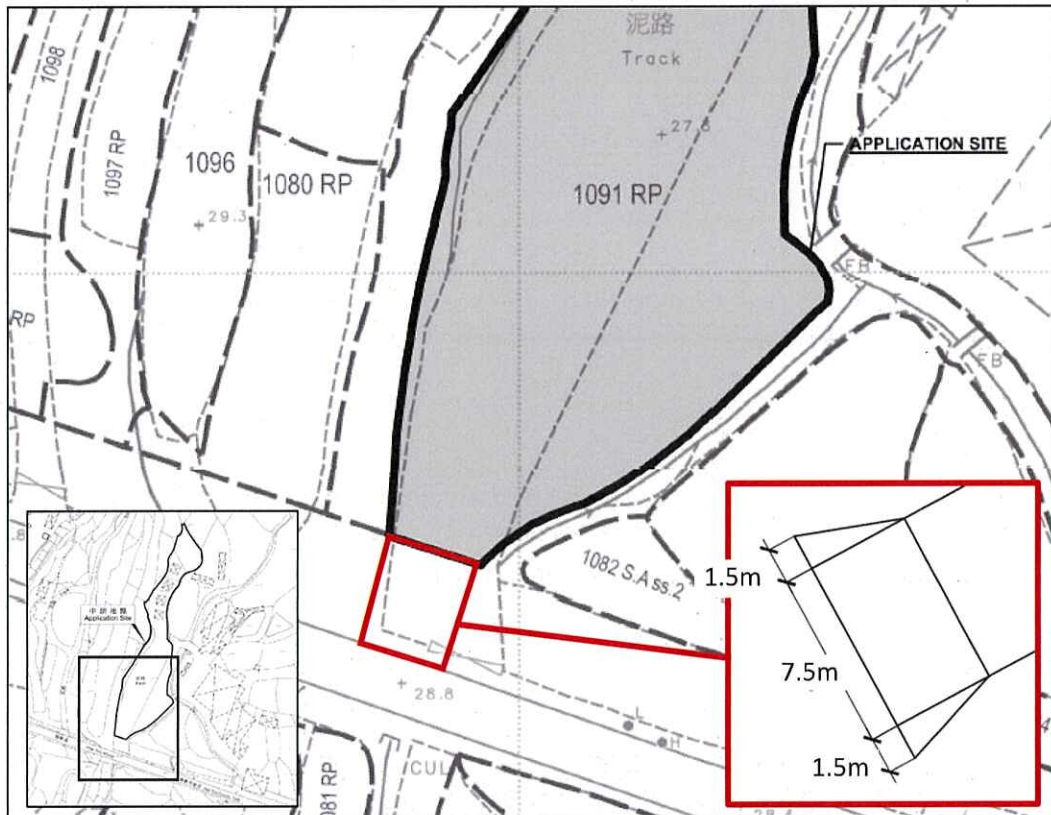 泥路
Track
1098
27.8
APPLICATION SITE
1097 RP
1096
1080 RP
1091 RP
29.3
FB
RP
FB
1082 S.A ss.2
28.8
CUL
1081 RP
L
H
申請地點
Application Site
1.5m
7.5m
1.5m